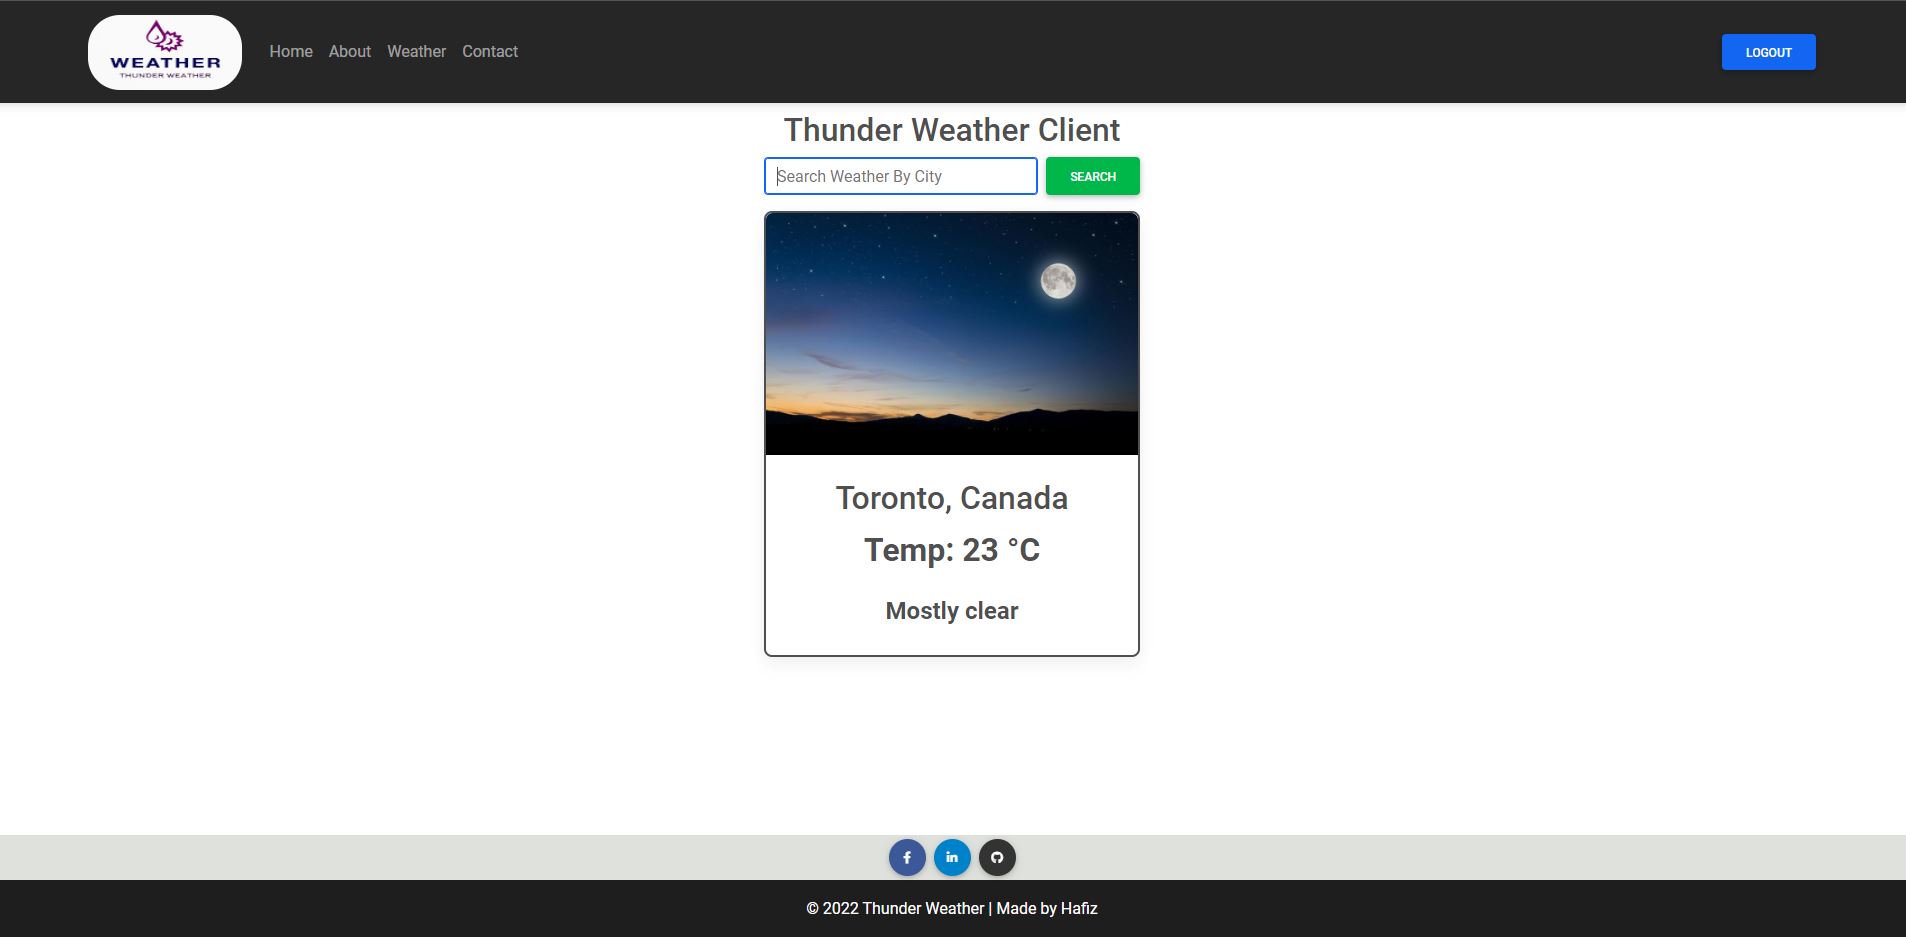 WEATHER
THUNDER WEATHER
Home About Weather Contact
LOGOUT
Thunder Weather Client
Search Weather By City
SEARCH
Toronto, Canada
Temp: 23 °C
Mostly clear
f in
© 2022 Thunder Weather | Made by Hafiz